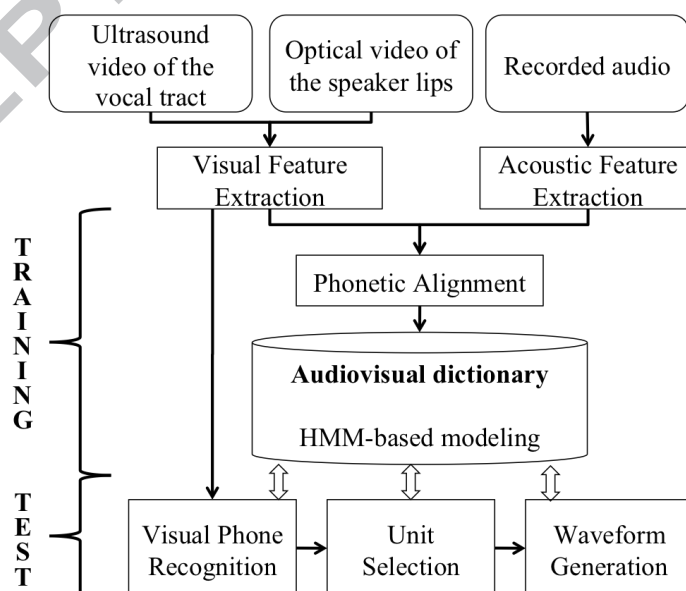 Ultrasound
video of the
vocal tract
Optical video of
the speaker lips
Recorded audio
Visual Feature
Extraction
Acoustic Feature
Extraction
TRAINING
Phonetic Alignment
Audiovisual dictionary
HMM-based modeling
TEST
Visual Phone
Recognition
Unit
Selection
Waveform
Generation